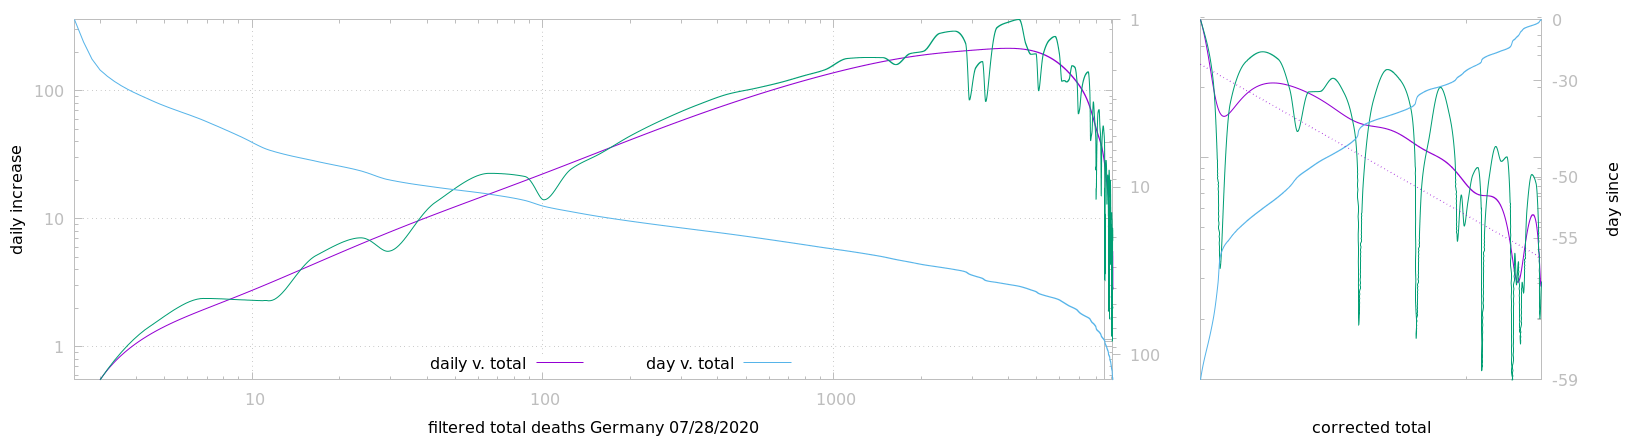 daily increase
100
10
1
daily v. total
day v. total
10
100
1000
filtered total deaths Germany 07/28/2020
1
10
100
0
-30
-50
-55
-59
day since
corrected total